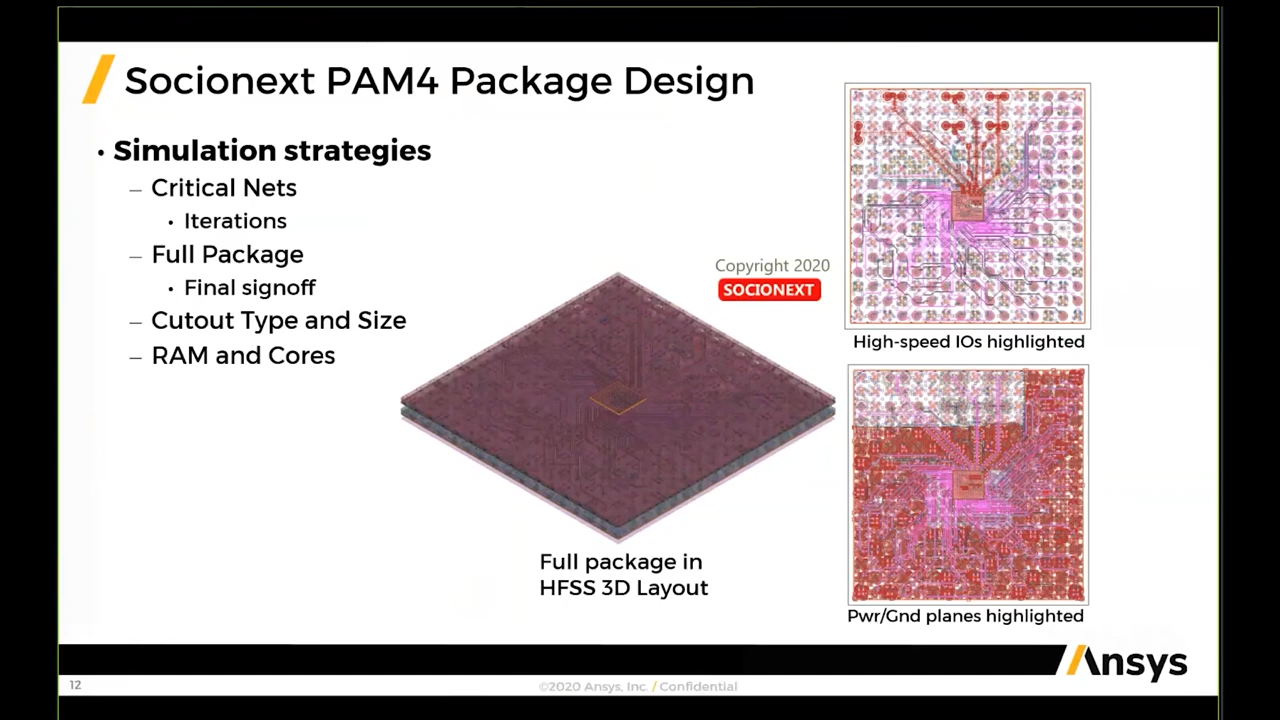 Socionext PAM4 Package Design
• Simulation strategies
– Critical Nets
• Iterations
– Full Package
• Final signoff
– Cutout Type and Size
– RAM and Cores
Copyright 2020
SOCIONEXT
High-speed IOs highlighted
Full package in
HFSS 3D Layout
Pwr/Gnd planes highlighted
Ansys
12
©2020 Ansys, Inc. / Confidential